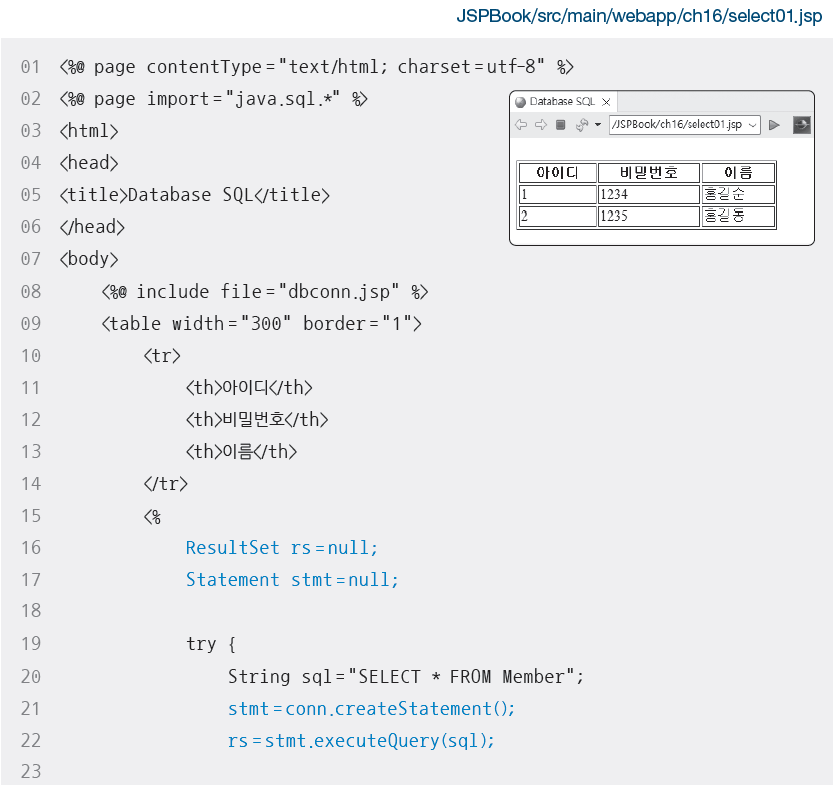 JSPBook/src/main/webapp/ch16/select01.jsp
01 <%@ page contentType="text/html; charset=utf-8" %>
02 <%@ page import="java.sql.*" %>
03 <html>
04 <head>
05 <title>Database SQL</title>
06 </head>
07 <body>
08 <%@ include file="dbconn.jsp" %>
09 <table width="300" border="1">
10 <tr>
11 <th>아이디</th>
12 <th>비밀번호</th>
13 <th>이름</th>
14 </tr>
15 <%
16 ResultSet rs=null;
17 Statement stmt=null;
18
19 try {
20 String sql="SELECT * FROM Member";
21 stmt=conn.createStatement();
22 rs=stmt.executeQuery(sql);
23
Database SQL
/JSPBook/ch16/select01.jsp
아이디 비밀번호 이름
1 1234 홍길순
2 1235 홍길동